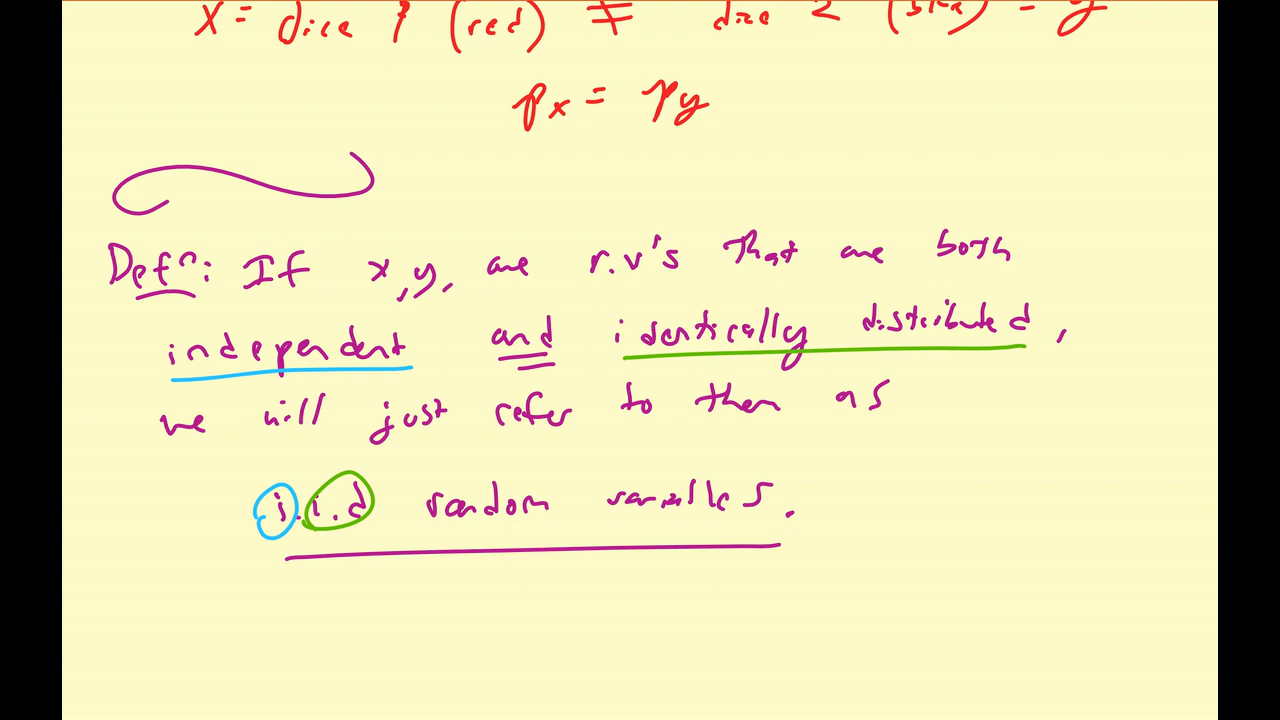 X = dice 1 (red) ≠ dice 2 = y
px = py
Defn: If x,y, are r.v's that are both
independent and identically distributed,
we will just refer to them as
i.i.d random variables.